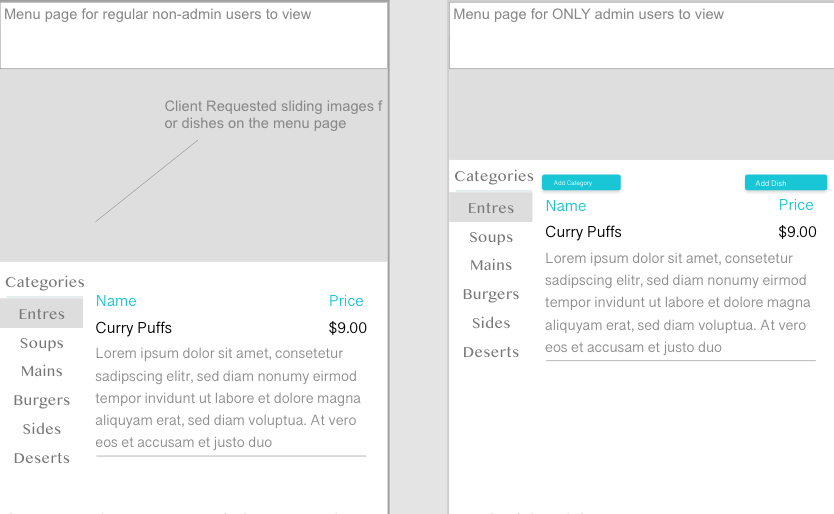 Menu page for regular non-admin users to view
Client Requested sliding images f
or dishes on the menu page
Categories
Entres
Soups
Mains
Burgers
Sides
Deserts
Name Price
Curry Puffs $9.00
Lorem ipsum dolor sit amet, consetetur
sadipscing elitr, sed diam nonumy eirmod
tempor invidunt ut labore et dolore magna
aliquyam erat, sed diam voluptua. At vero
eos et accusam et justo duo
Menu page for ONLY admin users to view
Categories
Entres
Soups
Mains
Burgers
Sides
Deserts
Add Category Add Dish
Name Price
Curry Puffs $9.00
Lorem ipsum dolor sit amet, consetetur
sadipscing elitr, sed diam nonumy eirmod
tempor invidunt ut labore et dolore magna
aliquyam erat, sed diam voluptua. At vero
eos et accusam et justo duo